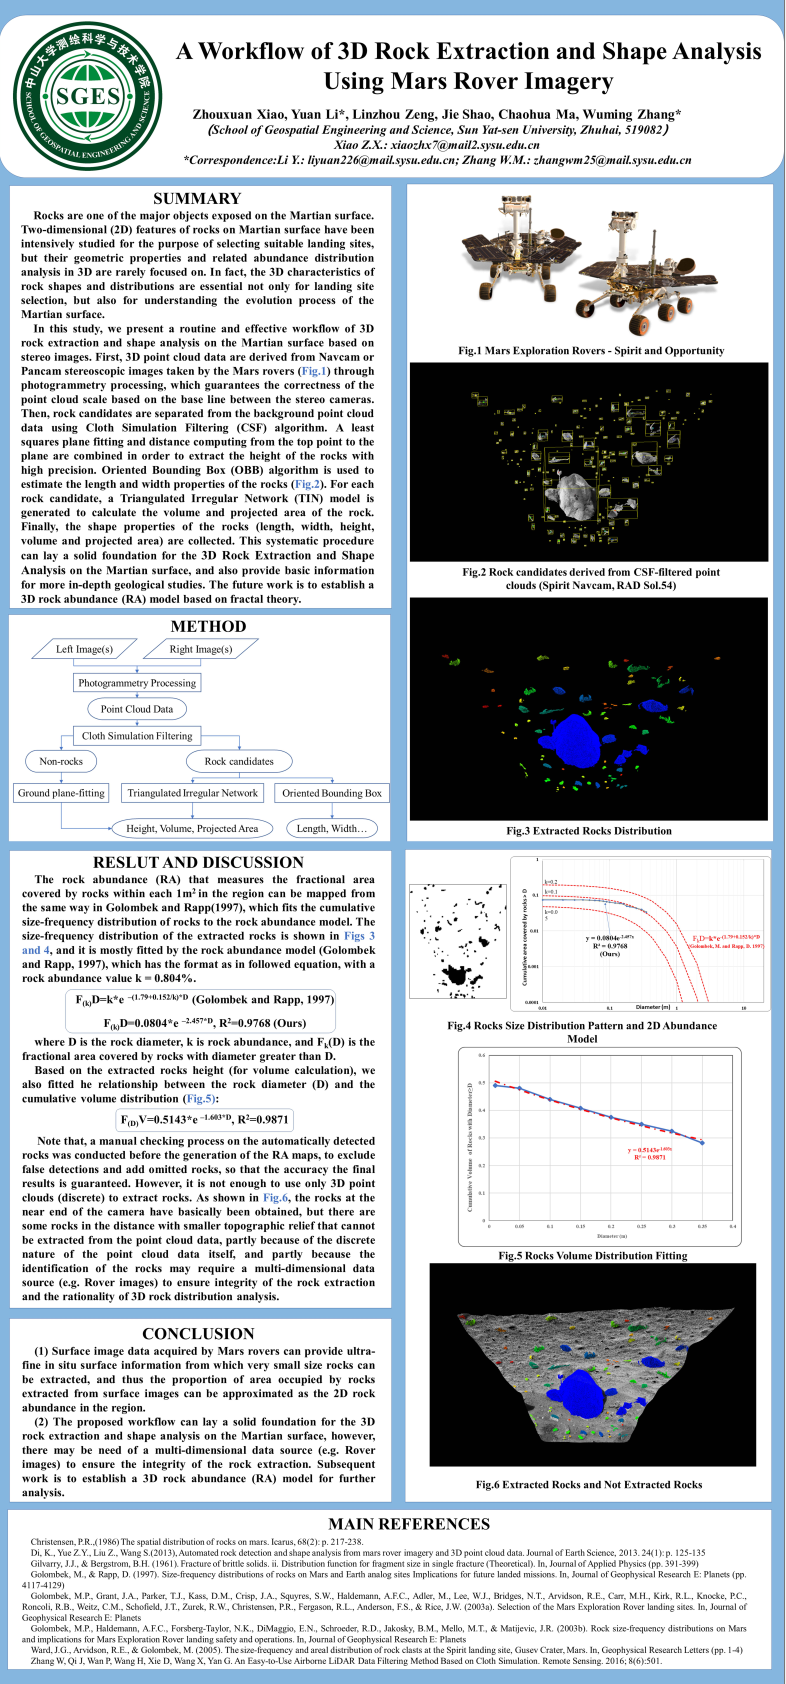 中山大学测绘科学与技术学院
SGES
SCHOOL OF GEOSPATIAL ENGINEERING AND SCIENCE
A Workflow of 3D Rock Extraction and Shape Analysis
Using Mars Rover Imagery
Zhouxuan Xiao, Yuan Li*, Linzhou Zeng, Jie Shao, Chaohua Ma, Wuming Zhang*
(School of Geospatial Engineering and Science, Sun Yat-sen University, Zhuhai, 519082)
Xiao Z.X.: xiaozhx7@mail2.sysu.edu.cn
*Correspondence:Li Y.: liyuan226@mail.sysu.edu.cn; Zhang W.M.: zhangwm25@mail.sysu.edu.cn
SUMMARY
Rocks are one of the major objects exposed on the Martian surface.
Two-dimensional (2D) features of rocks on Martian surface have been
intensively studied for the purpose of selecting suitable landing sites,
but their geometric properties and related abundance distribution
analysis in 3D are rarely focused on. In fact, the 3D characteristics of
rock shapes and distributions are essential not only for landing site
selection, but also for understanding the evolution process of the
Martian surface.
In this study, we present a routine and effective workflow of 3D
rock extraction and shape analysis on the Martian surface based on
stereo images. First, 3D point cloud data are derived from Navcam or
Pancam stereoscopic images taken by the Mars rovers (Fig.1) through
photogrammetry processing, which guarantees the correctness of the
point cloud scale based on the base line between the stereo cameras.
Then, rock candidates are separated from the background point cloud
data using Cloth Simulation Filtering (CSF) algorithm. A least
squares plane fitting and distance computing from the top point to the
plane are combined in order to extract the height of the rocks with
high precision. Oriented Bounding Box (OBB) algorithm is used to
estimate the length and width properties of the rocks (Fig.2). For each
rock candidate, a Triangulated Irregular Network (TIN) model is
generated to calculate the volume and projected area of the rock.
Finally, the shape properties of the rocks (length, width, height,
volume and projected area) are collected. This systematic procedure
can lay a solid foundation for the 3D Rock Extraction and Shape
Analysis on the Martian surface, and also provide basic information
for more in-depth geological studies. The future work is to establish a
3D rock abundance (RA) model based on fractal theory.
Fig.1 Mars Exploration Rovers - Spirit and Opportunity
Fig.2 Rock candidates derived from CSF-filtered point
clouds (Spirit Navcam, RAD Sol.54)
Fig.3 Extracted Rocks Distribution
METHOD
Left Image(s)
Right Image(s)
Photogrammetry Processing
Point Cloud Data
Cloth Simulation Filtering
Non-rocks
Rock candidates
Ground plane-fitting
Triangulated Irregular Network
Oriented Bounding Box
Height, Volume, Projected Area
Length, Width…
RESLUT AND DISCUSSION
The rock abundance (RA) that measures the fractional area
covered by rocks within each 1m2 in the region can be mapped from
the same way in Golombek and Rapp(1997), which fits the cumulative
size-frequency distribution of rocks to the rock abundance model. The
size-frequency distribution of the extracted rocks is shown in Figs 3
and 4, and it is mostly fitted by the rock abundance model (Golombek
and Rapp, 1997), which has the format as in followed equation, with a
rock abundance value k = 0.804%.
F(k)D=k*e −(1.79+0.152/k)*D (Golombek and Rapp, 1997)
F(k)D=0.0804*e −2.457*D, R2=0.9768 (Ours)
where D is the rock diameter, k is rock abundance, and Fk(D) is the
fractional area covered by rocks with diameter greater than D.
Based on the extracted rocks height (for volume calculation), we
also fitted he relationship between the rock diameter (D) and the
cumulative volume distribution (Fig.5):
F(D)V=0.5143*e −1.603*D, R2=0.9871
Note that, a manual checking process on the automatically detected
rocks was conducted before the generation of the RA maps, to exclude
false detections and add omitted rocks, so that the accuracy the final
results is guaranteed. However, it is not enough to use only 3D point
clouds (discrete) to extract rocks. As shown in Fig.6, the rocks at the
near end of the camera have basically been obtained, but there are
some rocks in the distance with smaller topographic relief that cannot
be extracted from the point cloud data, partly because of the discrete
nature of the point cloud data itself, and partly because the
identification of the rocks may require a multi-dimensional data
source (e.g. Rover images) to ensure integrity of the rock extraction
and the rationality of 3D rock distribution analysis.
Cumulative area covered by rocks > D
1
0.1
0.01
0.001
0.0001
k=0.2
k=0.1
k=0.0
5
R² = 0.9768
(Ours)
FkD=k*e-(1.79+0.152/k)*D
(Golombek, M. and Rapp, D. 1997)
0.01 0.1 1 10
Diameter (m)
Fig.4 Rocks Size Distribution Pattern and 2D Abundance
Model
Cumulative Volume of Rocks with Diameter≥D
0.6
0.5
0.4
0.3
0.2
0.1
0
R² = 0.9871
0 0.05 0.1 0.15 0.2 0.25 0.3 0.35 0.4
Diameter (m)
Fig.5 Rocks Volume Distribution Fitting
Fig.6 Extracted Rocks and Not Extracted Rocks
CONCLUSION
(1) Surface image data acquired by Mars rovers can provide ultra-
fine in situ surface information from which very small size rocks can
be extracted, and thus the proportion of area occupied by rocks
extracted from surface images can be approximated as the 2D rock
abundance in the region.
(2) The proposed workflow can lay a solid foundation for the 3D
rock extraction and shape analysis on the Martian surface, however,
there may be need of a multi-dimensional data source (e.g. Rover
images) to ensure the integrity of the rock extraction. Subsequent
work is to establish a 3D rock abundance (RA) model for further
analysis.
MAIN REFERENCES
Christensen, P.R.,(1986) The spatial distribution of rocks on mars. Icarus, 68(2): p. 217-238.
Di, K., Yue Z.Y., Liu Z., Wang S.(2013), Automated rock detection and shape analysis from mars rover imagery and 3D point cloud data. Journal of Earth Science, 2013. 24(1): p. 125-135
Gilvarry, J.J., & Bergstrom, B.H. (1961). Fracture of brittle solids. ii. Distribution function for fragment size in single fracture (Theoretical). In, Journal of Applied Physics (pp. 391-399)
Golombek, M., & Rapp, D. (1997). Size-frequency distributions of rocks on Mars and Earth analog sites Implications for future landed missions. In, Journal of Geophysical Research E: Planets (pp.
4117-4129)
Golombek, M.P., Grant, J.A., Parker, T.J., Kass, D.M., Crisp, J.A., Squyres, S.W., Haldemann, A.F.C., Adler, M., Lee, W.J., Bridges, N.T., Arvidson, R.E., Carr, M.H., Kirk, R.L., Knocke, P.C.,
Roncoli, R.B., Weitz, C.M., Schofield, J.T., Zurek, R.W., Christensen, P.R., Fergason, R.L., Anderson, F.S., & Rice, J.W. (2003a). Selection of the Mars Exploration Rover landing sites. In, Journal of
Geophysical Research E: Planets
Golombek, M.P., Haldemann, A.F.C., Forsberg-Taylor, N.K., DiMaggio, E.N., Schroeder, R.D., Jakosky, B.M., Mello, M.T., & Matijevic, J.R. (2003b). Rock size-frequency distributions on Mars
and implications for Mars Exploration Rover landing safety and operations. In, Journal of Geophysical Research E: Planets
Ward, J.G., Arvidson, R.E., & Golombek, M. (2005). The size-frequency and areal distribution of rock clasts at the Spirit landing site, Gusev Crater, Mars. In, Geophysical Research Letters (pp. 1-4)
Zhang W, Qi J, Wan P, Wang H, Xie D, Wang X, Yan G. An Easy-to-Use Airborne LiDAR Data Filtering Method Based on Cloth Simulation. Remote Sensing. 2016; 8(6):501.